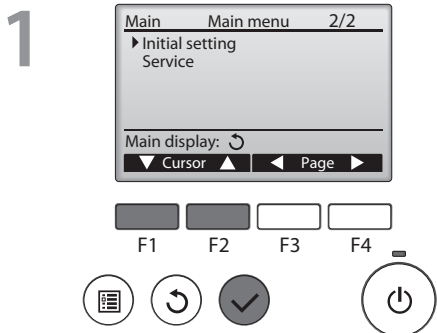 1
Main Main menu 2/2
Initial setting
Service
Main display:
Cursor Page
F1 F2 F3 F4